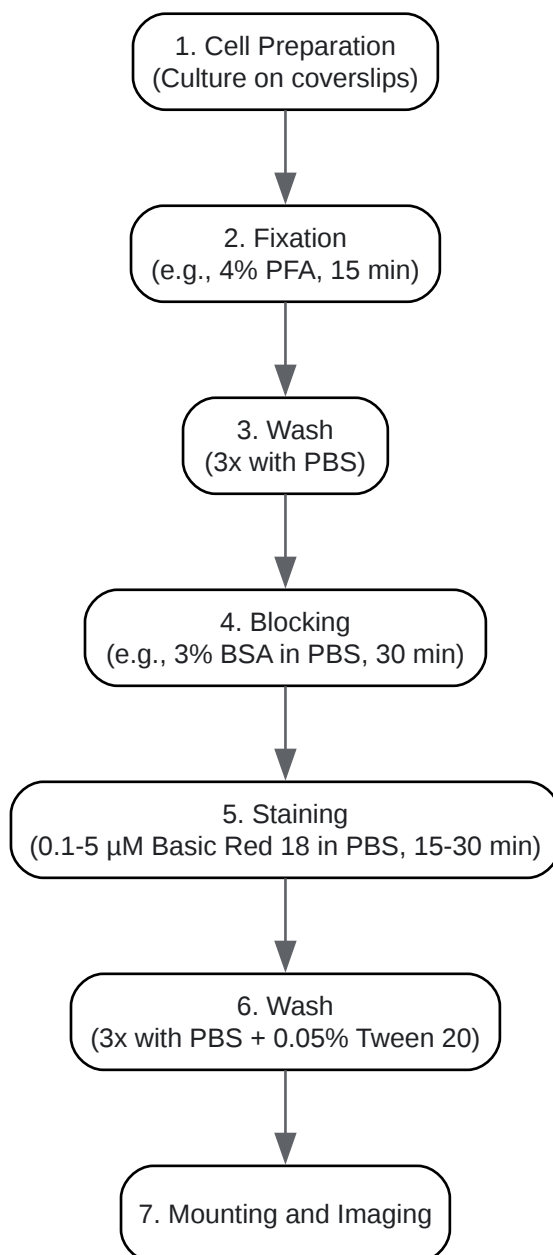 1. Cell Preparation
(Culture on coverslips)
2. Fixation
(e.g., 4% PFA, 15 min)
3. Wash
(3x with PBS)
4. Blocking
(e.g., 3% BSA in PBS, 30 min)
5. Staining
(0.1-5 µM Basic Red 18 in PBS, 15-30 min)
6. Wash
(3x with PBS + 0.05% Tween 20)
7. Mounting and Imaging